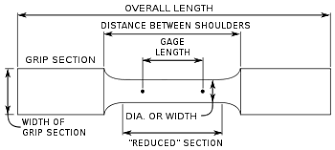 OVERALL LENGTH
DISTANCE BETWEEN SHOULDERS
GAGE
LENGTH
GRIP SECTION
WIDTH OF
GRIP SECTION
DIA. OR WIDTH
"REDUCED" SECTION